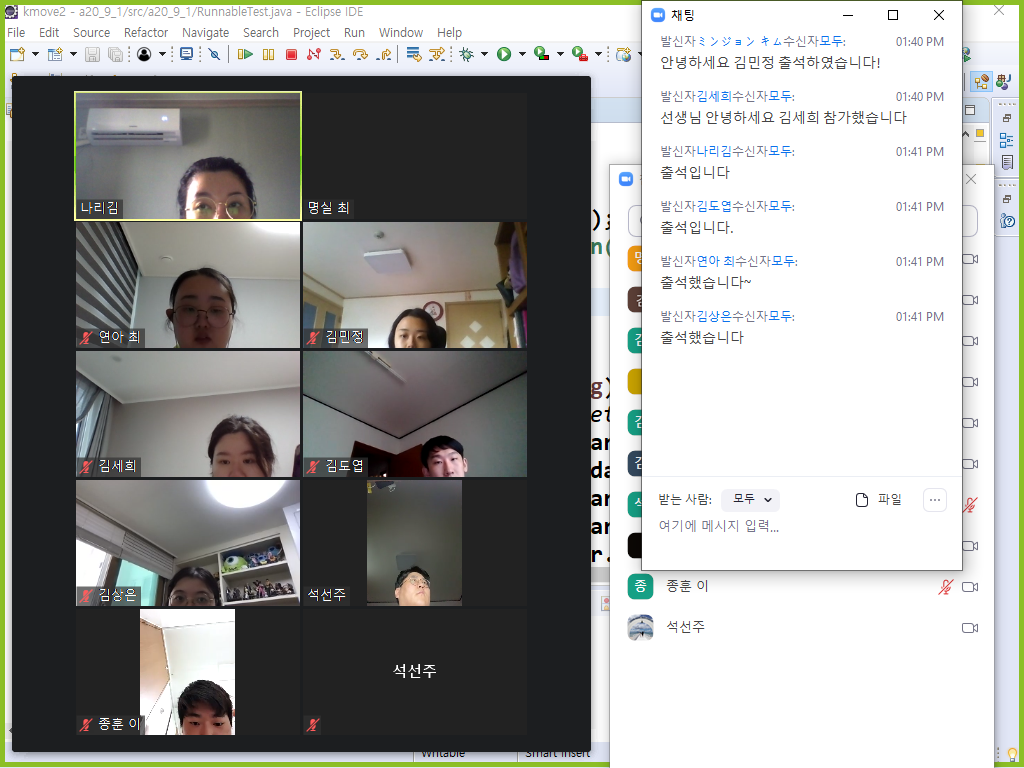 kmove2 - a20_9_1/src/a20_9_1/RunnableTest.java - Eclipse IDE
File Edit Source Refactor Navigate Search Project Run Window Help
나리김
명실 최
연아 최
김민정
김세희
김도엽
김상은
석선주
종훈 이
석선주
채팅
발신자ミンジョン キム수신자모두: 01:40 PM
안녕하세요 김민정 출석하였습니다!
발신자김세희수신자모두: 01:40 PM
선생님 안녕하세요 김세희 참가했습니다
발신자나리김수신자모두: 01:41 PM
출석입니다
발신자김도엽수신자모두: 01:41 PM
출석입니다.
발신자연아 최수신자모두: 01:41 PM
출석했습니다~
발신자김상은수신자모두: 01:41 PM
출석했습니다
받는 사람: 모두 파일
여기에 메시지 입력...
종 종훈 이
석선주
Writable Smart Insert